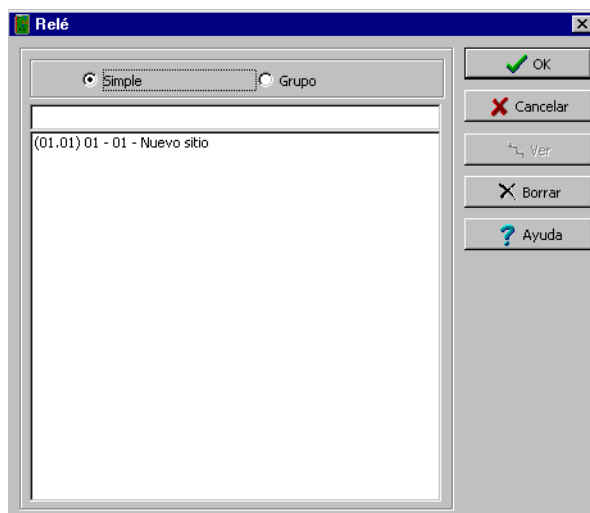 Relé
Simple
Grupo
(01.01) 01 - 01 - Nuevo sitio
OK
Cancelar
Ver
Borrar
Ayuda